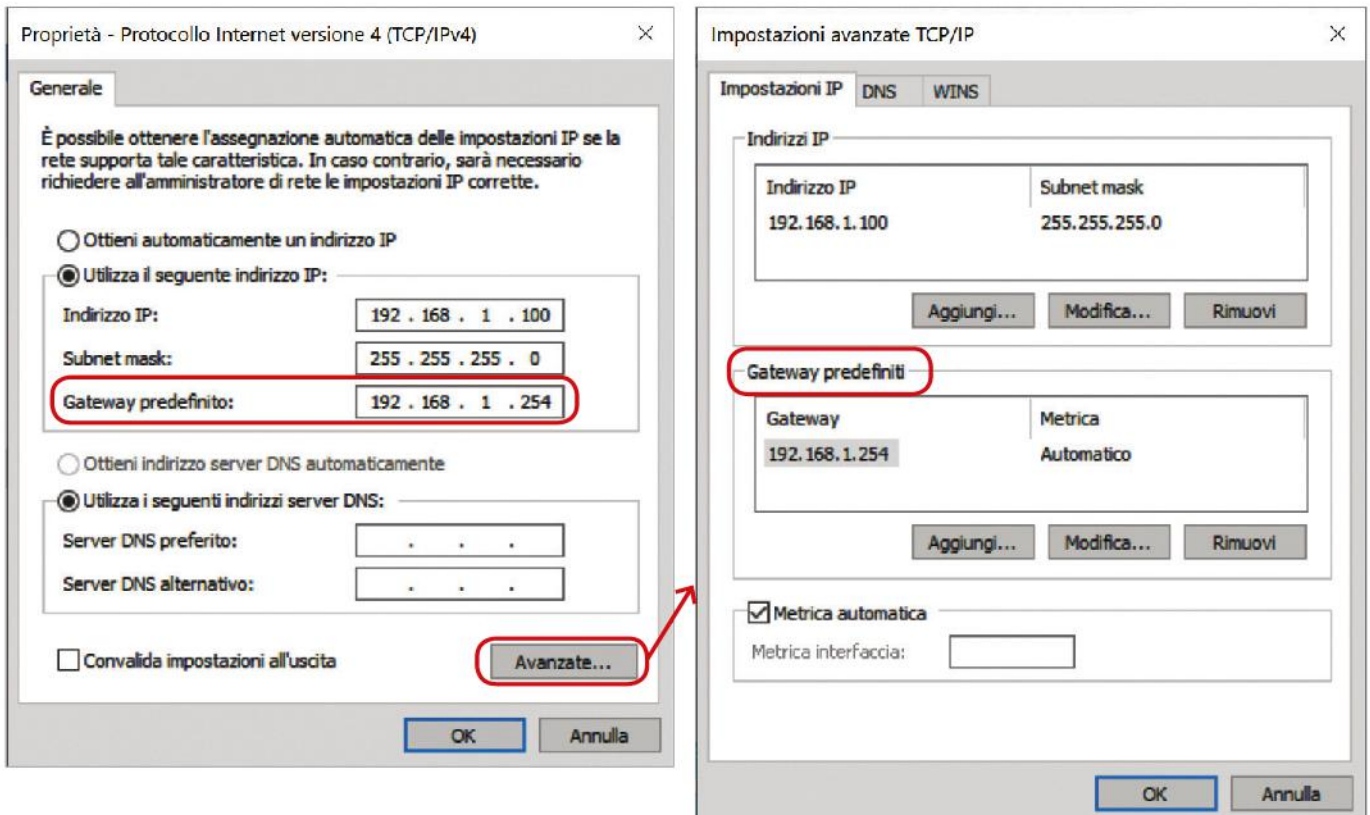 Proprietà - Protocollo Internet versione 4 (TCP/IPv4)
Generale
È possibile ottenere l'assegnazione automatica delle impostazioni IP se la
rete supporta tale caratteristica. In caso contrario, sarà necessario
richiedere all'amministratore di rete le impostazioni IP corrette.
Ottieni automaticamente un indirizzo IP
Utilizza il seguente indirizzo IP:
Indirizzo IP: 192 . 168 . 1 . 100
Subnet mask: 255 . 255 . 255 . 0
Gateway predefinito: 192 . 168 . 1 . 254
Ottieni indirizzo server DNS automaticamente
Utilizza i seguenti indirizzi server DNS:
Server DNS preferito: . . .
Server DNS alternativo: . . .
Convalida impostazioni all'uscita
Avanzate...
OK Annulla
Impostazioni avanzate TCP/IP
Impostazioni IP DNS WINS
Indirizzi IP
Indirizzo IP Subnet mask
192.168.1.100 255.255.255.0
Aggiungi... Modifica... Rimuovi
Gateway predefiniti
Gateway Metrica
192.168.1.254 Automatico
Aggiungi... Modifica... Rimuovi
Metrica automatica
Metrica interfaccia:
OK Annulla